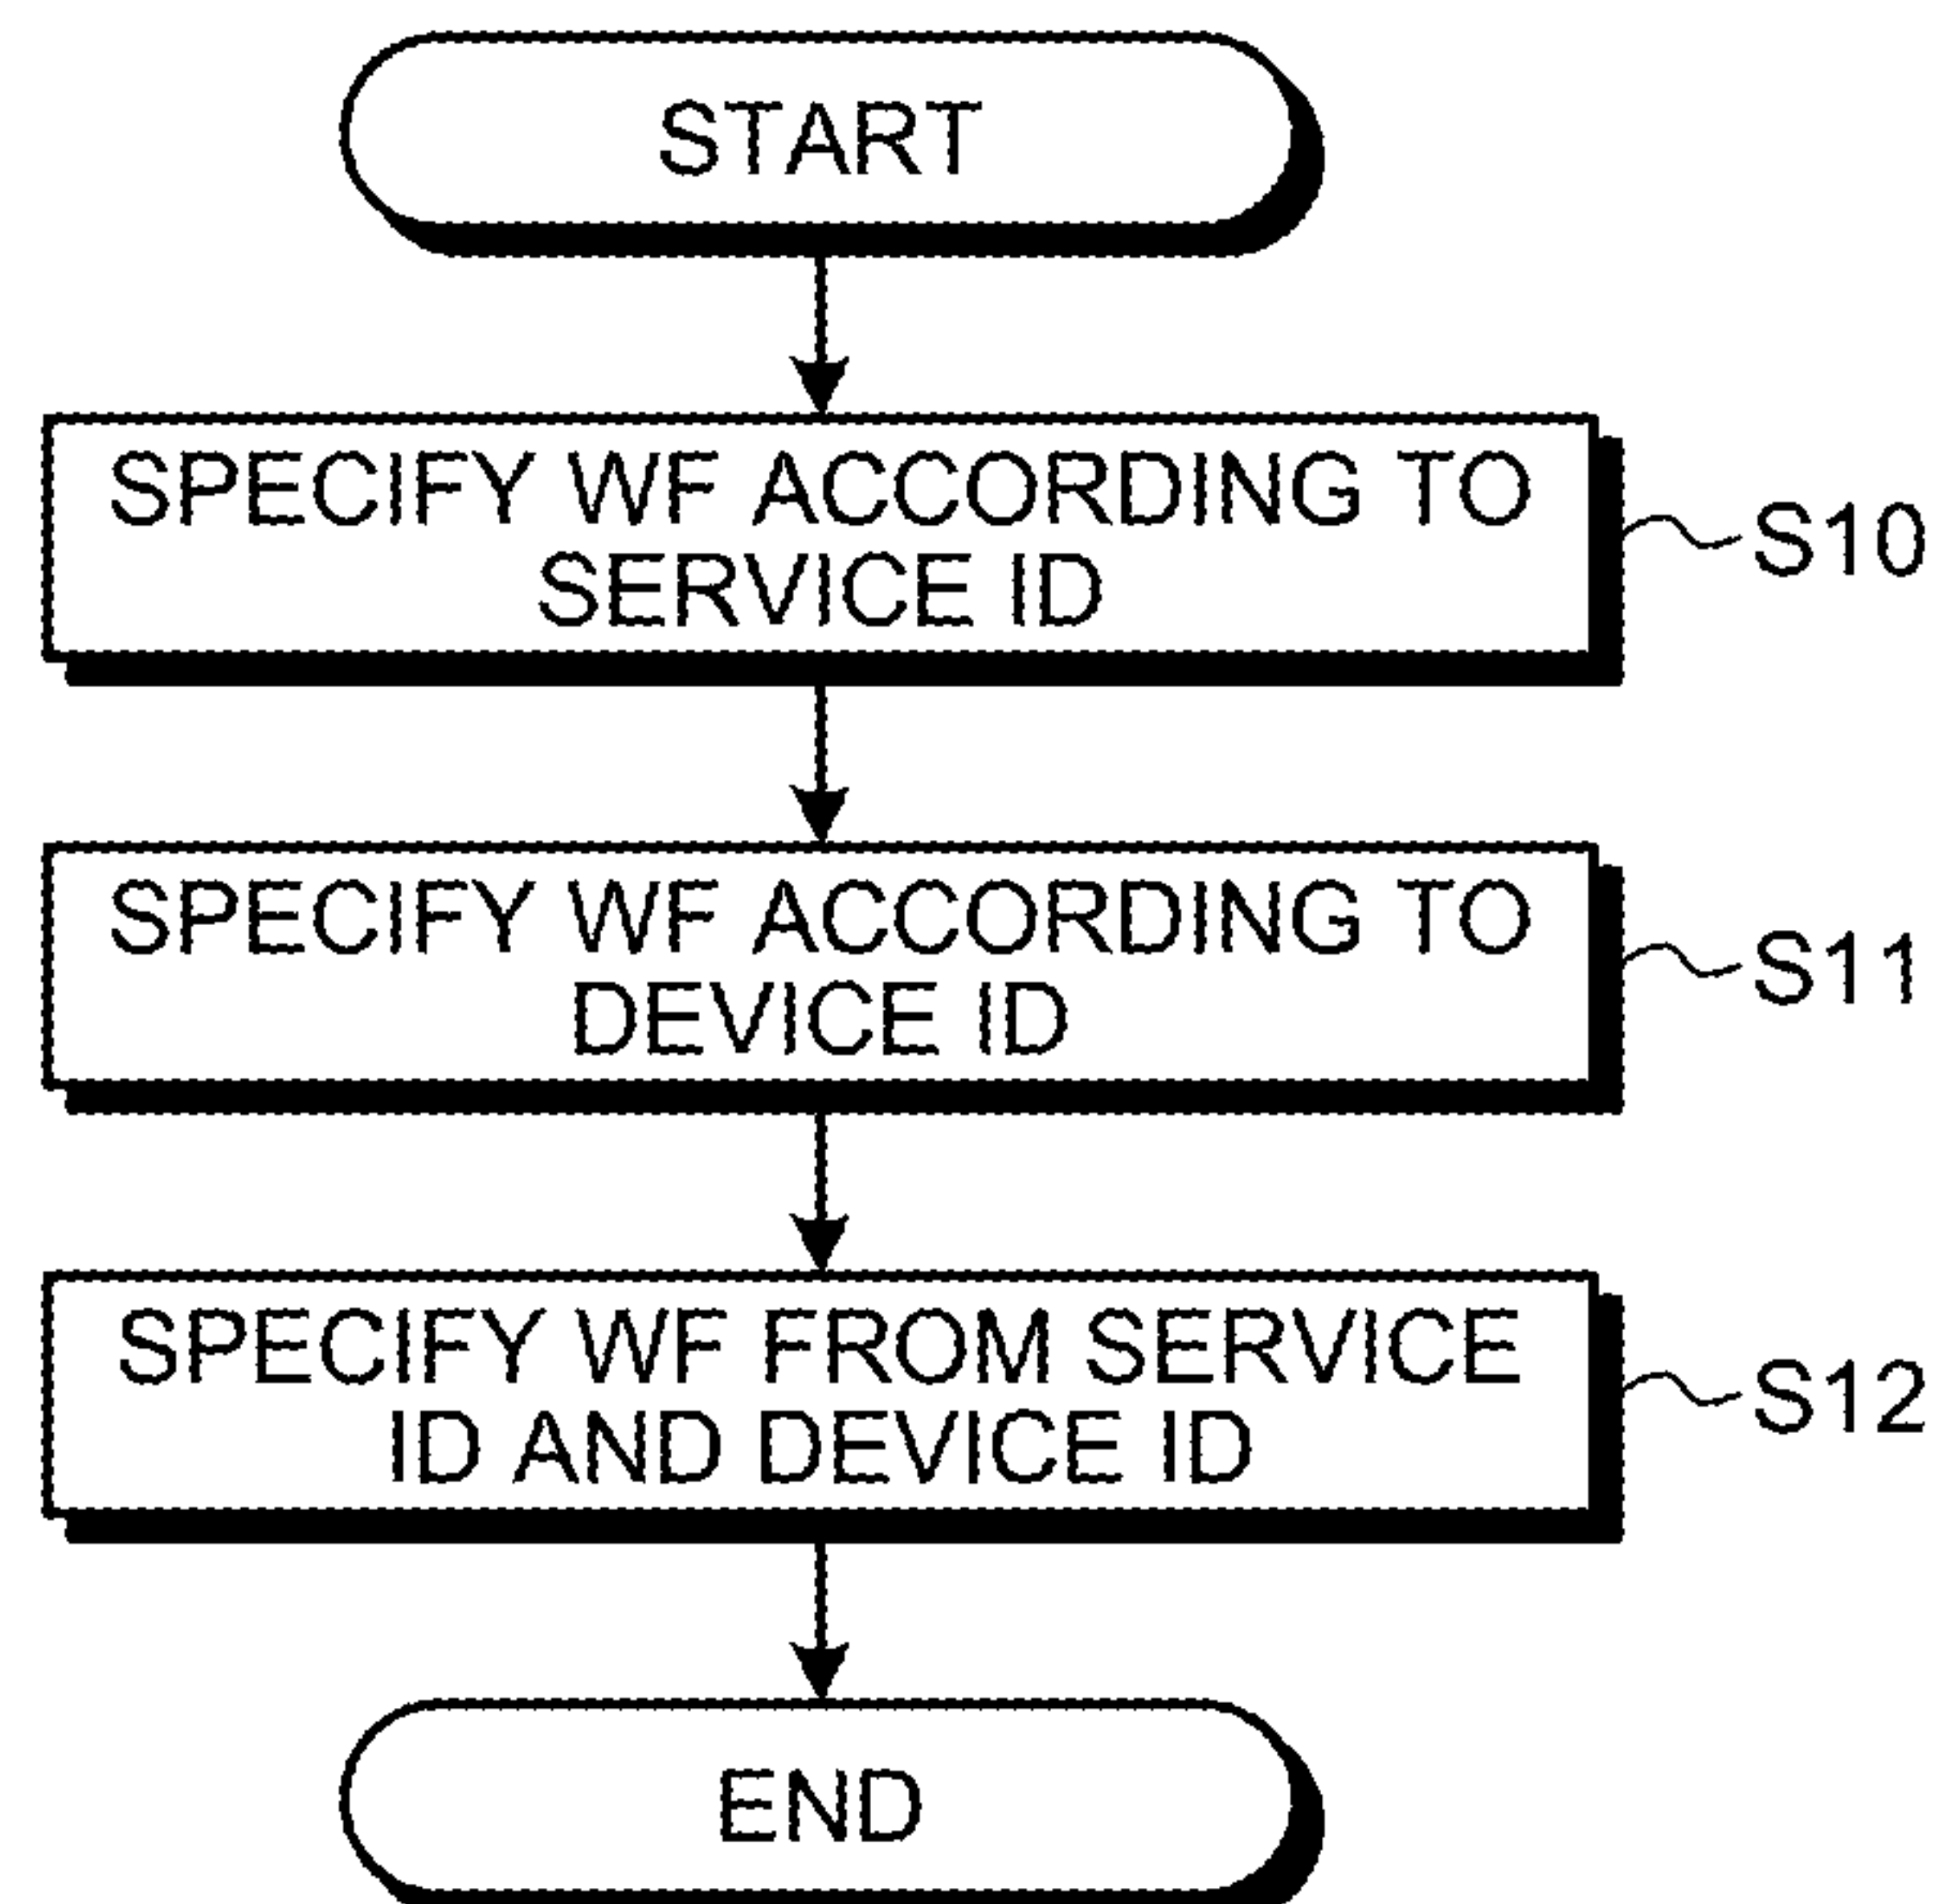 START
SPECIFY WF ACCORDING TO
SERVICE ID
S10
SPECIFY WF ACCORDING TO
DEVICE ID
S11
SPECIFY WF FROM SERVICE
ID AND DEVICE ID
S12
END